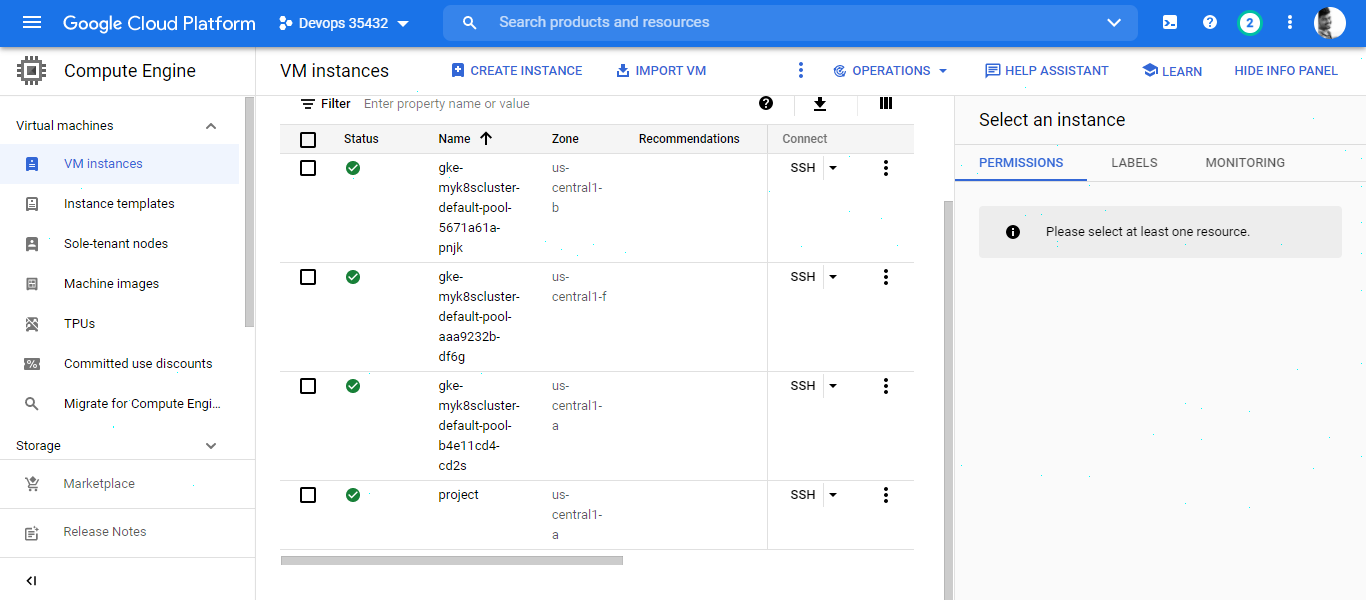 Google Cloud Platform
Devops 35432
Search products and resources
2
Compute Engine
VM instances
CREATE INSTANCE
IMPORT VM
OPERATIONS
HELP ASSISTANT
LEARN
HIDE INFO PANEL
Virtual machines
VM instances
Instance templates
Sole-tenant nodes
Machine images
TPUs
Committed use discounts
Migrate for Compute Engi...
Storage
Marketplace
Release Notes
Filter Enter property name or value
Status
Name
Zone
Recommendations
Connect
gke-
myk8scluster-
default-pool-
5671a61a-
pnjk
us-
central1-
b
SSH
gke-
myk8scluster-
default-pool-
aaa9232b-
df6g
us-
central1-f
SSH
gke-
myk8scluster-
default-pool-
b4e11cd4-
cd2s
us-
central1-
a
SSH
project
us-
central1-
a
SSH
Select an instance
PERMISSIONS
LABELS
MONITORING
Please select at least one resource.